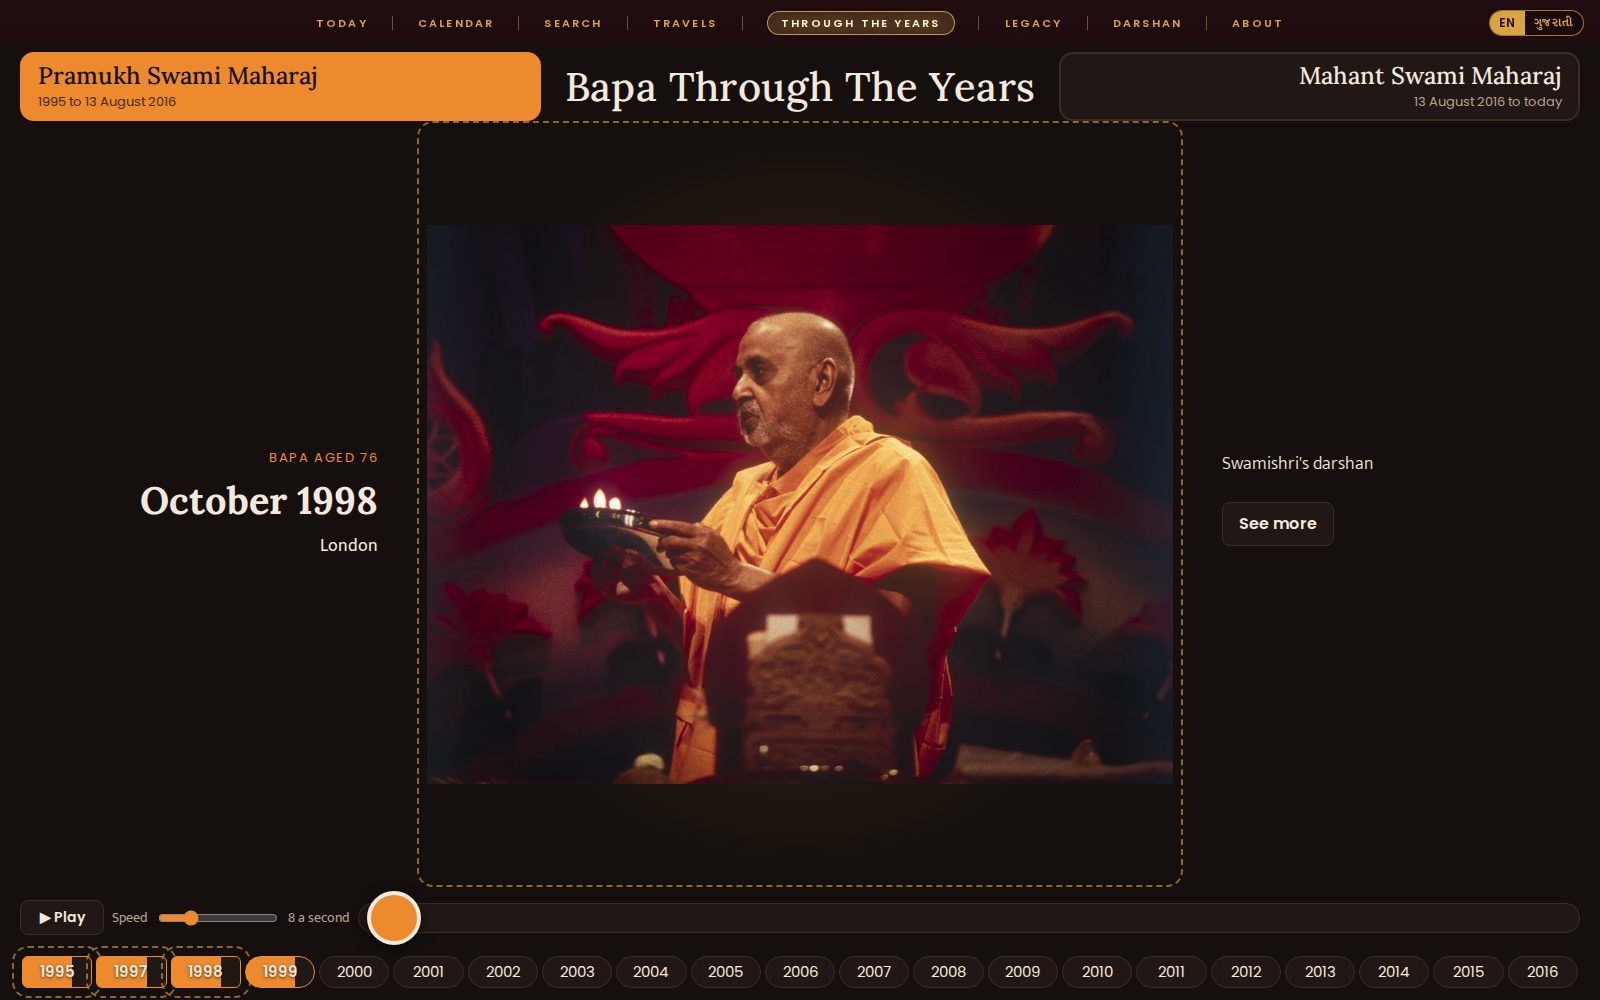 TODAY
CALENDAR
SEARCH
TRAVELS
THROUGH THE YEARS
LEGACY
DARSHAN
ABOUT
EN
ગુજરાતી
Pramukh Swami Maharaj
1995 to 13 August 2016
Bapa Through The Years
Mahant Swami Maharaj
13 August 2016 to today
BAPA AGED 76
October 1998
London
Swamishri's darshan
See more
▶ Play
Speed
8 a second
1995
1997
1998
1999
2000
2001
2002
2003
2004
2005
2006
2007
2008
2009
2010
2011
2012
2013
2014
2015
2016